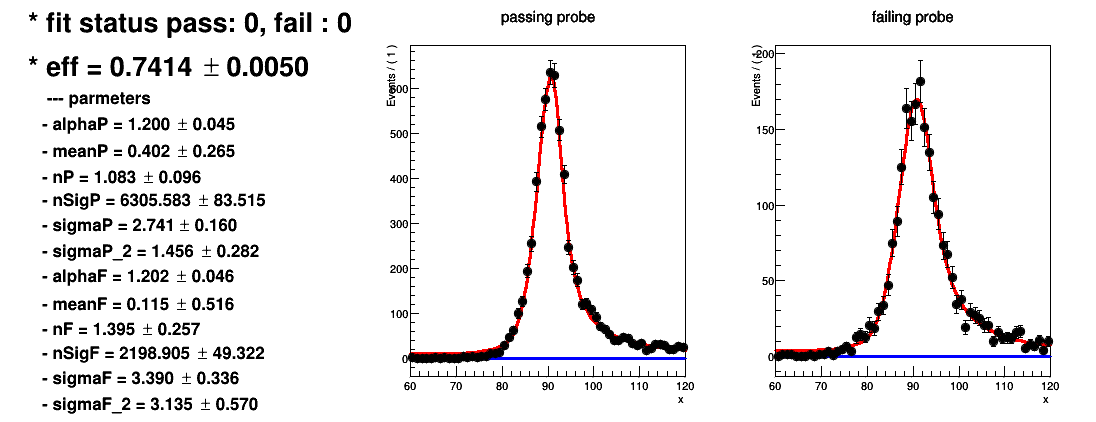 * fit status pass: 0, fail : 0
* eff = 0.7414 ± 0.0050
--- parmeters
- alphaP = 1.200 ± 0.045
- meanP = 0.402 ± 0.265
- nP = 1.083 ± 0.096
- nSigP = 6305.583 ± 83.515
- sigmaP = 2.741 ± 0.160
- sigmaP_2 = 1.456 ± 0.282
- alphaF = 1.202 ± 0.046
- meanF = 0.115 ± 0.516
- nF = 1.395 ± 0.257
- nSigF = 2198.905 ± 49.322
- sigmaF = 3.390 ± 0.336
- sigmaF_2 = 3.135 ± 0.570
passing probe
Events / ( 1 )
600
500
400
300
200
100
0
60 70 80 90 100 110 120
x
failing probe
Events / ( 1 )
200
150
100
50
0
60 70 80 90 100 110 120
x